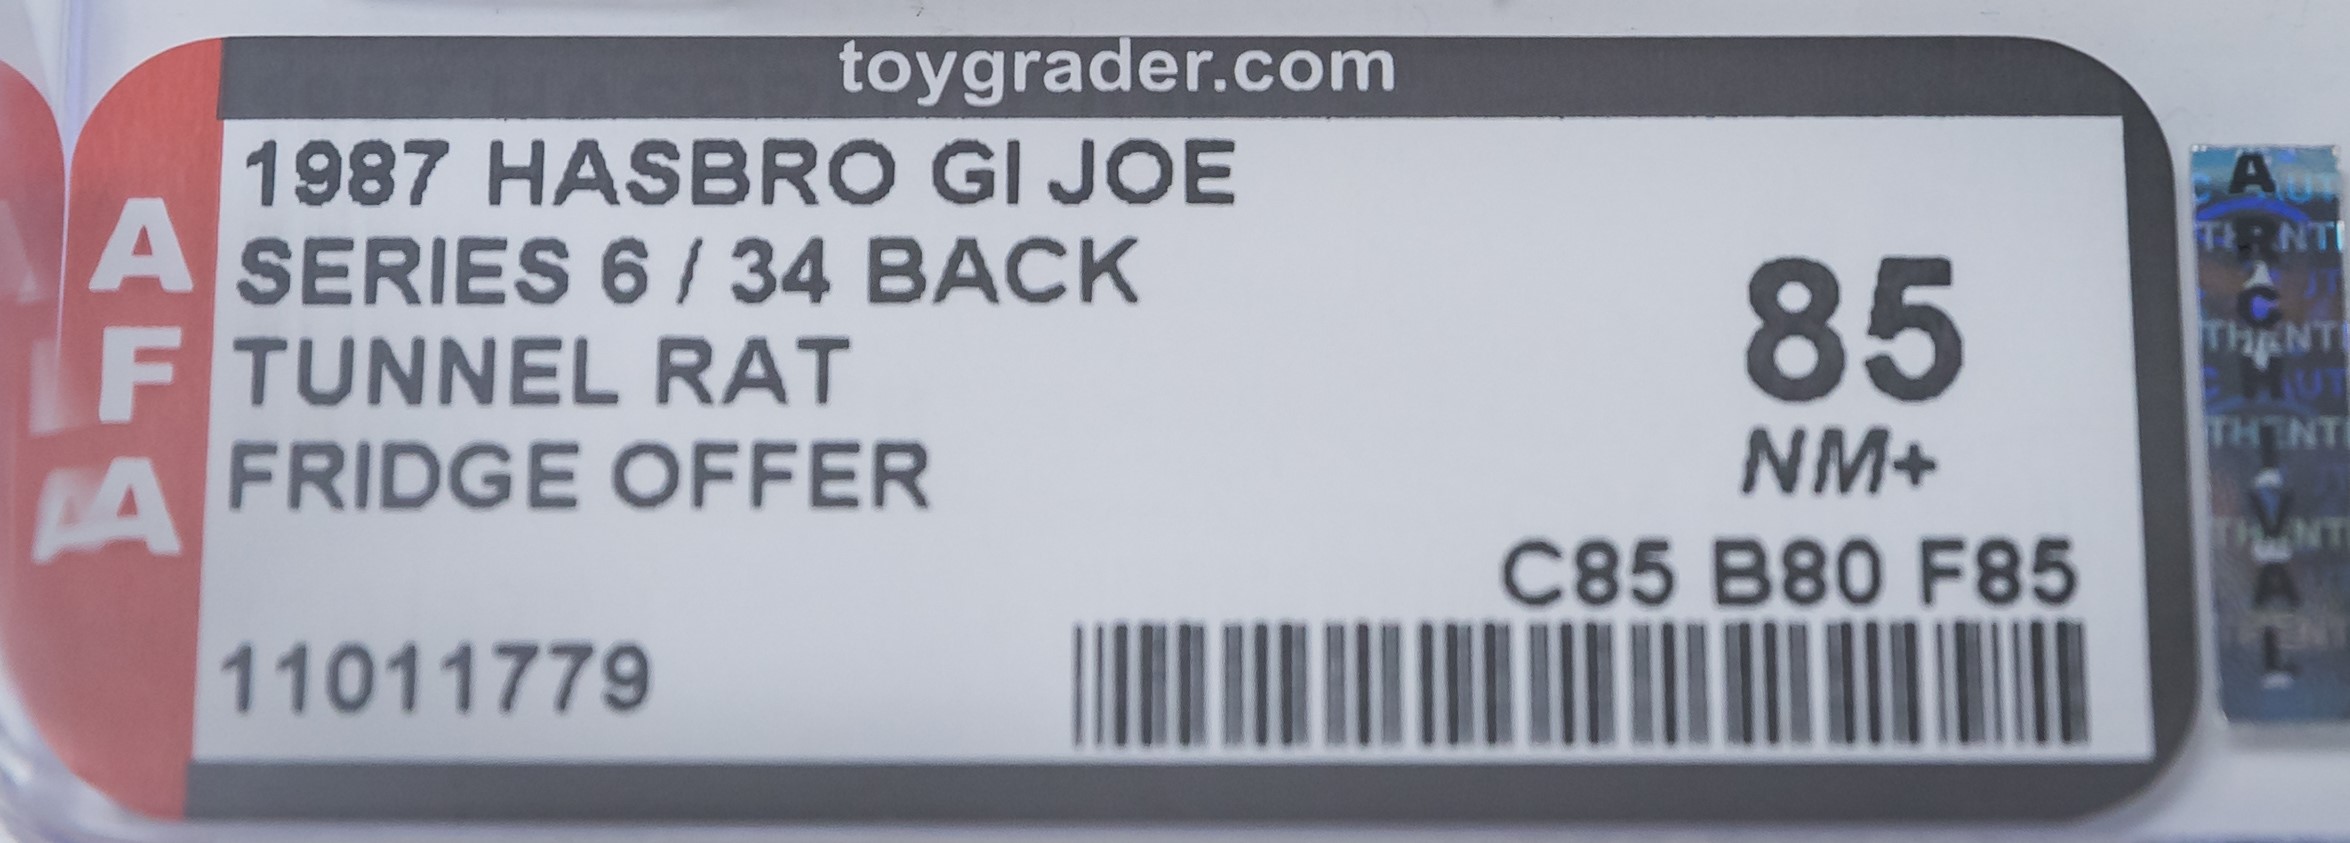 toygrader.com
AFA
1987 HASBRO GI JOE
SERIES 6 / 34 BACK
TUNNEL RAT
FRIDGE OFFER
85
NM+
C85 B80 F85
11011779
ARCHIVAL